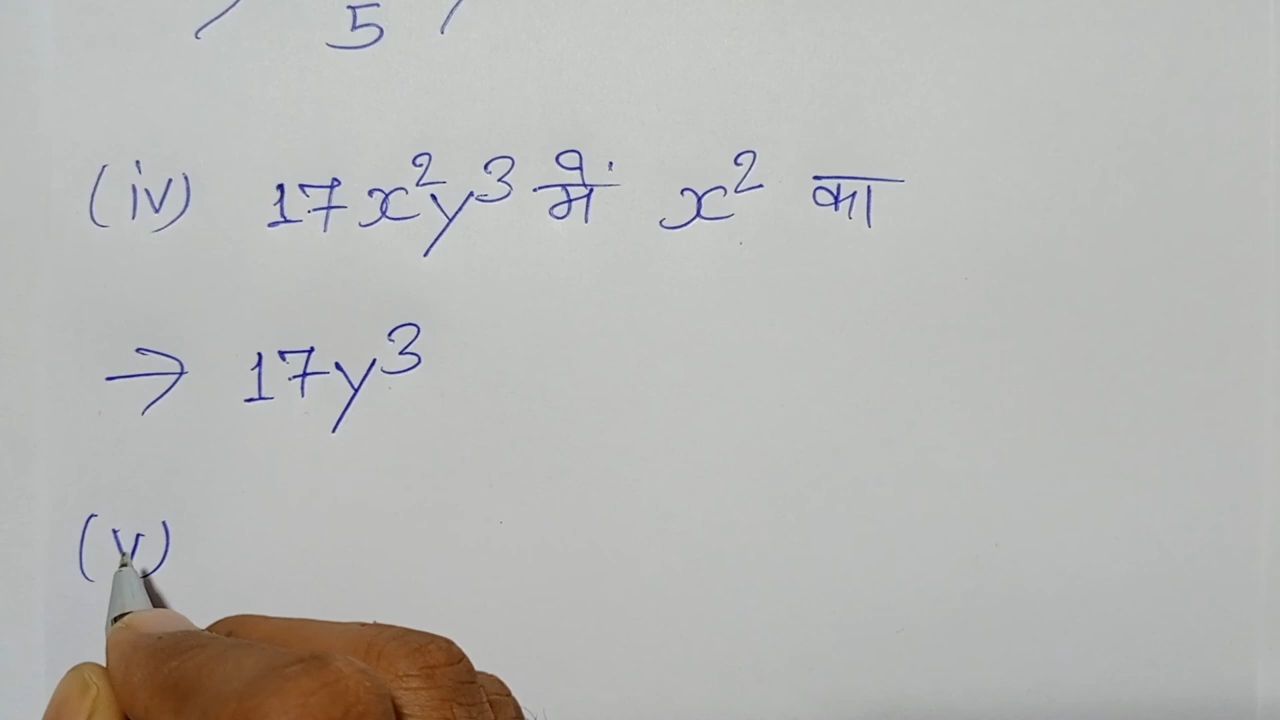 5
(iv) 17x²y³ में x² का
→ 17y³
(v)